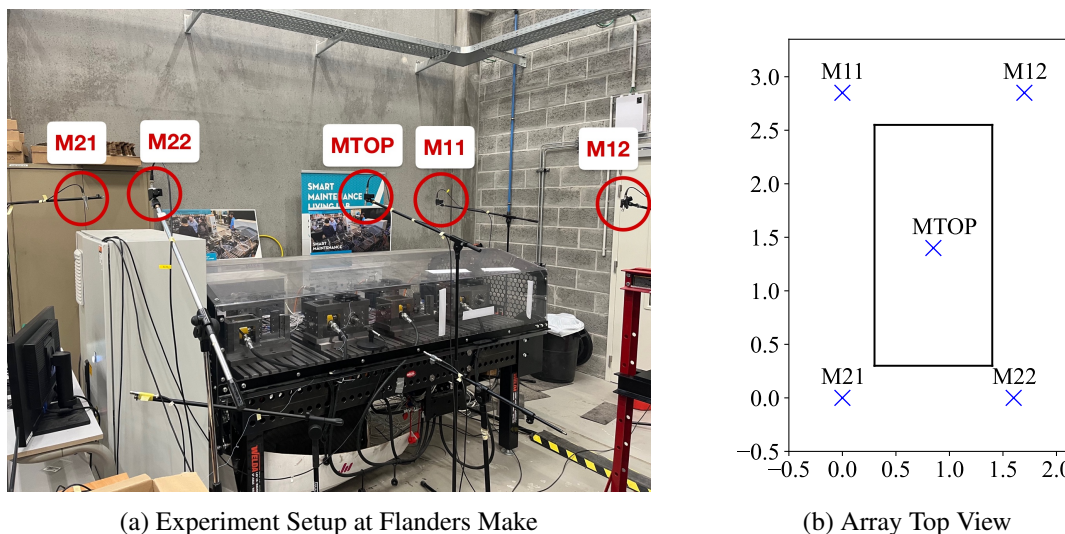 M21
M22
MTOP
M11
M12
SMART
MAINTENANCE
LIVING LAB
SMART
MAINTENANCE
(a) Experiment Setup at Flanders Make
M11
M12
MTOP
M21
M22
3.0
2.5
2.0
1.5
1.0
0.5
0.0
−0.5
−0.5
0.0
0.5
1.0
1.5
2.0
(b) Array Top View